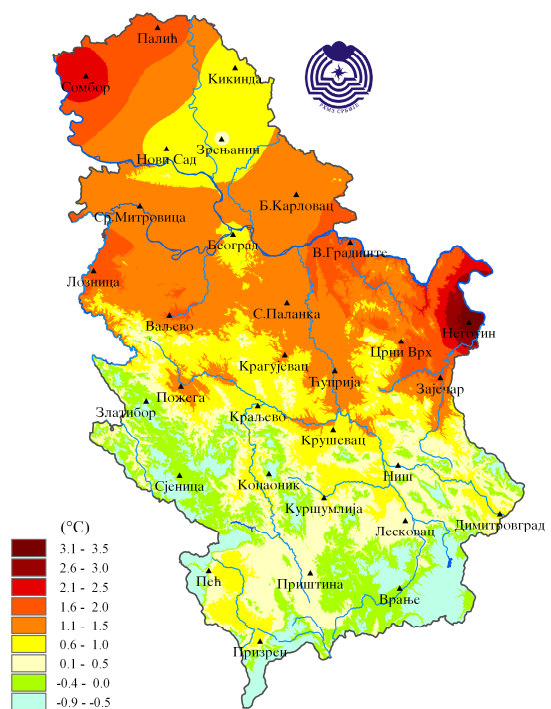 Палић
Кикинда
Сомбор
Зрењанин
Нови Сад
Б.Карловац
Ср.Митровица
Београд
В.Градиште
Лозница
С.Паланка
Ваљево
Неготин
Црни Врх
Крагујевац
Ћуприја
Зајечар
Пожега
Златибор
Краљево
Крушевац
Ниш
Сјеница
Копаоник
Куршумлија
Димитровград
Лесковац
Пећ
Приштина
Врање
Призрен
(°C)
3.1 - 3.5
2.6 - 3.0
2.1 - 2.5
1.6 - 2.0
1.1 - 1.5
0.6 - 1.0
0.1 - 0.5
-0.4 - 0.0
-0.9 - -0.5